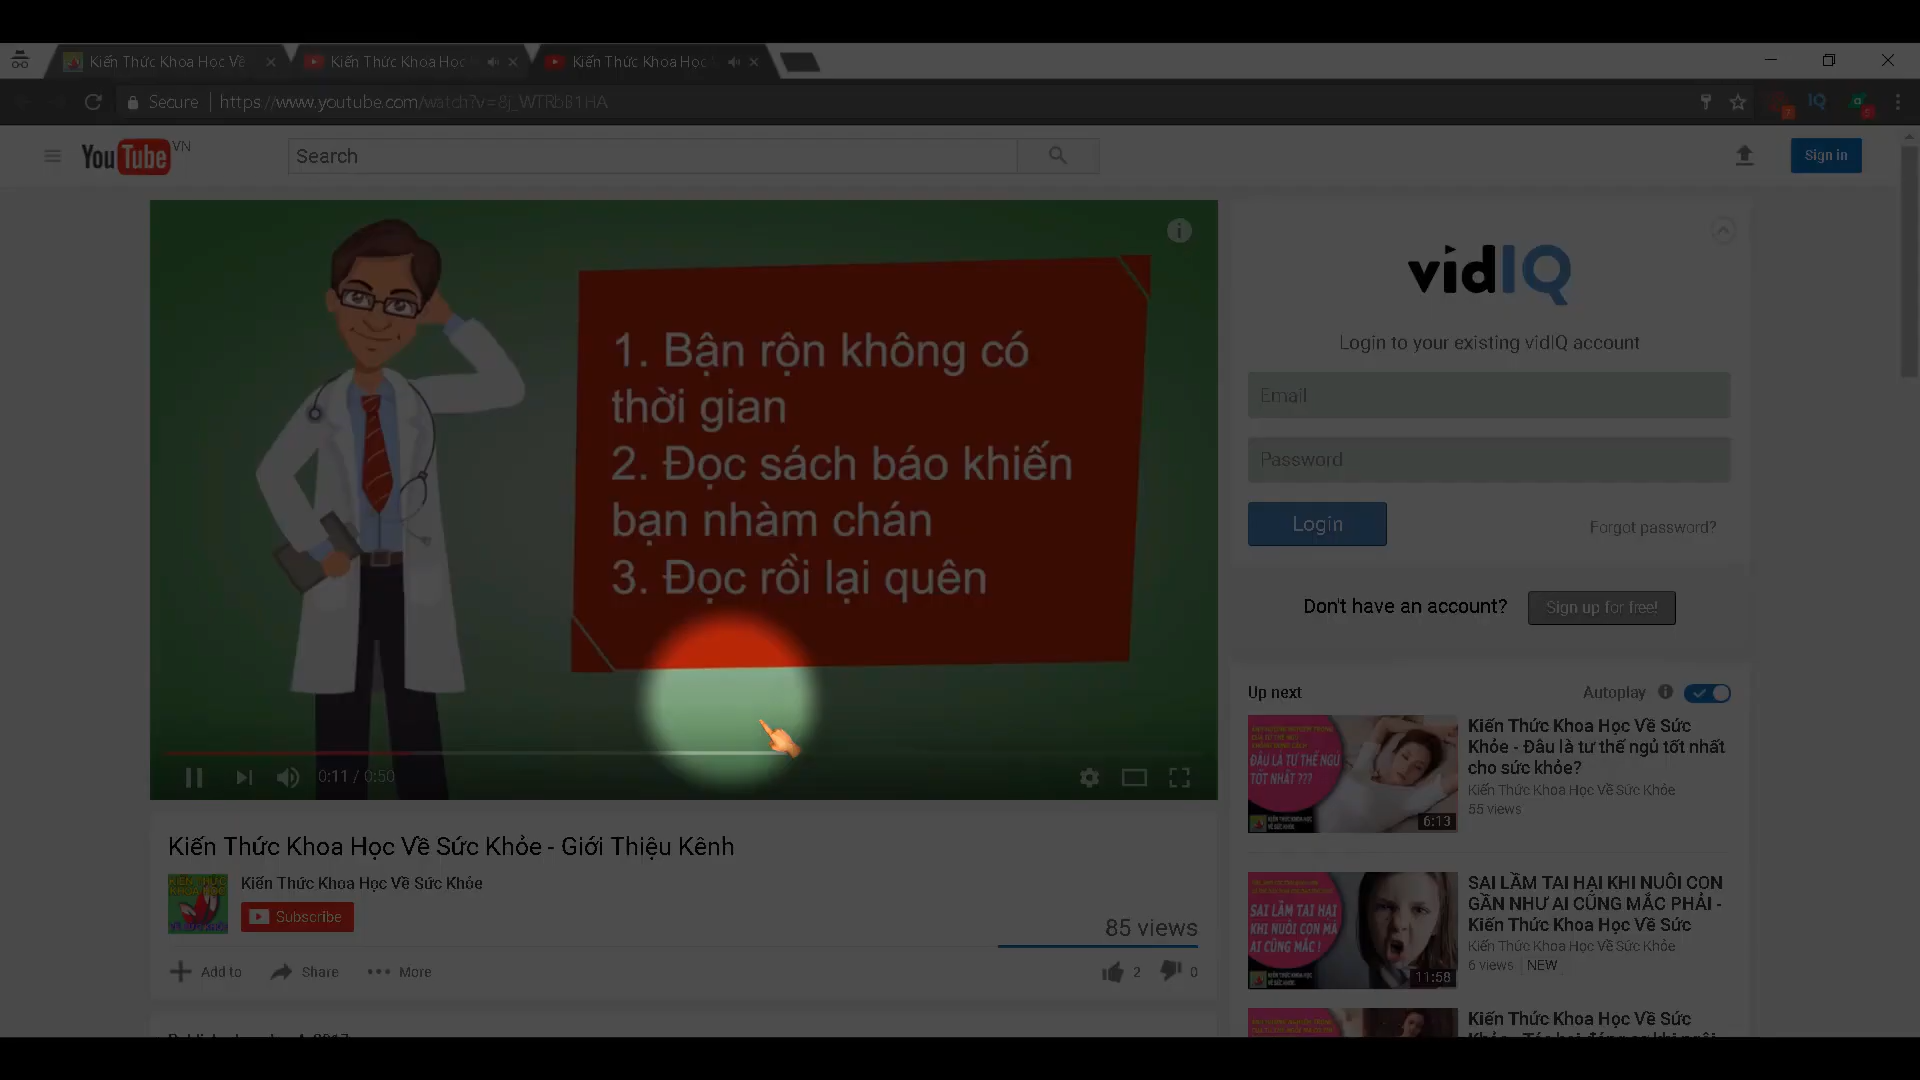 Kiến Thức Khoa Học Về
Kiến Thức Khoa Học
Kiến Thức Khoa Học
Secure
https://www.youtube.com/watch?v=8j_WTRbB1HA
IQ
YouTube VN
Search
Sign in
1. Bận rộn không có
thời gian
2. Đọc sách báo khiến
bạn nhàm chán
3. Đọc rồi lại quên
0:11 / 0:50
Kiến Thức Khoa Học Về Sức Khỏe - Giới Thiệu Kênh
Kiến Thức Khoa Học Về Sức Khỏe
Subscribe
85 views
Add to
Share
More
2
0
vidIQ
Login to your existing vidIQ account
Email
Password
Login
Forgot password?
Don't have an account?
Sign up for free!
Up next
Autoplay
ĐÂU LÀ TƯ THẾ NGỦ
TỐT NHẤT ???
6:13
Kiến Thức Khoa Học Về Sức
Khỏe - Đâu là tư thế ngủ tốt nhất
cho sức khỏe?
Kiến Thức Khoa Học Về Sức Khỏe
55 views
SAI LẦM TAI HẠI
KHI NUÔI CON MÀ
AI CŨNG MẮC !
11:58
SAI LẦM TAI HẠI KHI NUÔI CON
GẦN NHƯ AI CŨNG MẮC PHẢI -
Kiến Thức Khoa Học Về Sức
Kiến Thức Khoa Học Về Sức Khỏe
6 views
NEW
Kiến Thức Khoa Học Về Sức